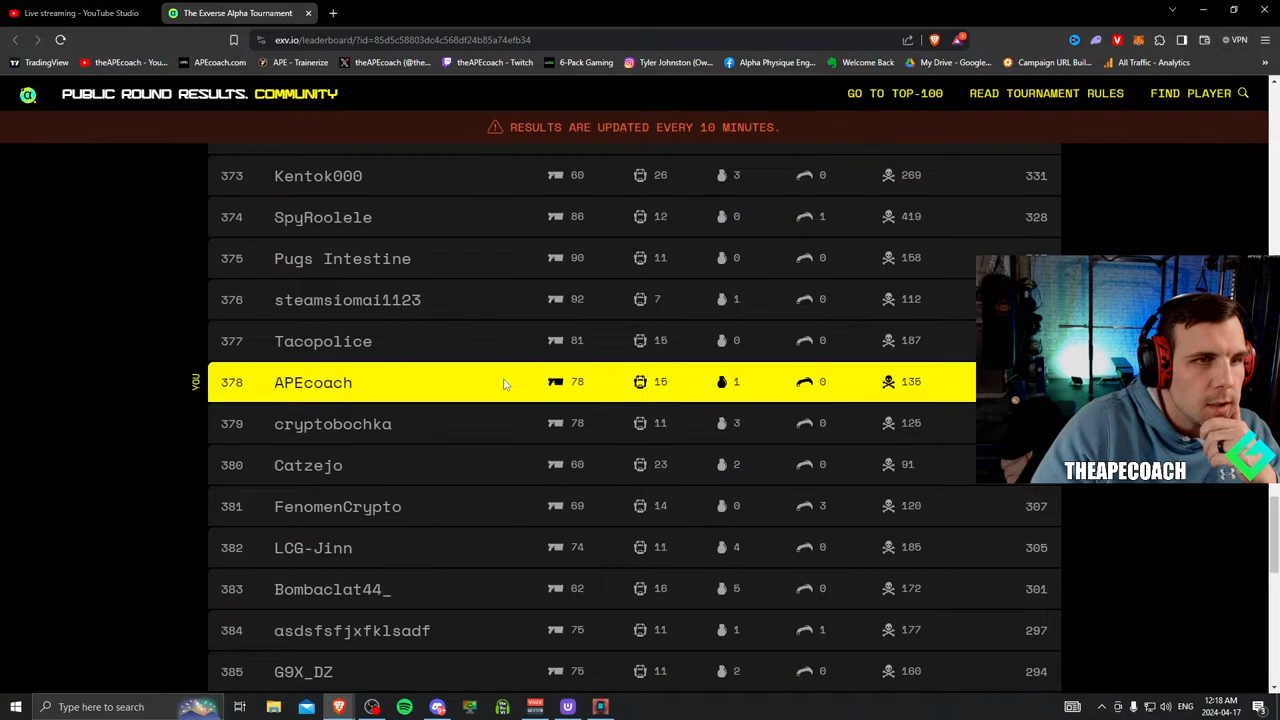 Live streaming - YouTube Studio
The Exverse Alpha Tournament
exv.io/leaderboard/?id=85d5c58803dc4c568df24b85a74efb34
VPN
TradingView
theAPEcoach - You...
APEcoach.com
APE - Trainerize
theAPEcoach (@the...
theAPEcoach - Twitch
6-Pack Gaming
Tyler Johnston (Ow...
Alpha Physique Eng...
Welcome Back
My Drive - Google...
Campaign URL Buil...
All Traffic - Analytics
PUBLIC ROUND RESULTS. COMMUNITY
GO TO TOP-100
READ TOURNAMENT RULES
FIND PLAYER
RESULTS ARE UPDATED EVERY 10 MINUTES.
373 Kentok000 60 26 3 0 269 331
374 SpyRoolele 86 12 0 1 419 328
375 Pugs Intestine 90 11 0 0 158
376 steamsiomai1123 92 7 1 0 112
377 Tacopolice 81 15 0 0 187
YOU 378 APEcoach 78 15 1 0 135
379 cryptobochka 78 11 3 0 125
380 Catzejo 60 23 2 0 91
THEAPECOACH
381 FenomenCrypto 69 14 0 3 120 307
382 LCG-Jinn 74 11 4 0 185 305
383 Bombaclat44_ 62 16 5 0 172 301
384 asdsfsfjxfklsadf 75 11 1 1 177 297
385 G9X_DZ 75 11 2 0 160 294
Type here to search
12:18 AM
2024-04-17